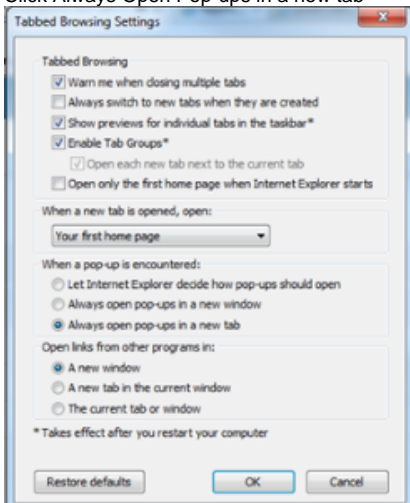 Click Always Open Pop-ups in a new tab
Tabbed Browsing Settings
Tabbed Browsing
Warn me when closing multiple tabs
Always switch to new tabs when they are created
Show previews for individual tabs in the taskbar*
Enable Tab Groups*
Open each new tab next to the current tab
Open only the first home page when Internet Explorer starts
When a new tab is opened, open:
Your first home page
When a pop-up is encountered:
Let Internet Explorer decide how pop-ups should open
Always open pop-ups in a new window
Always open pop-ups in a new tab
Open links from other programs in:
A new window
A new tab in the current window
The current tab or window
* Takes effect after you restart your computer
Restore defaults OK Cancel